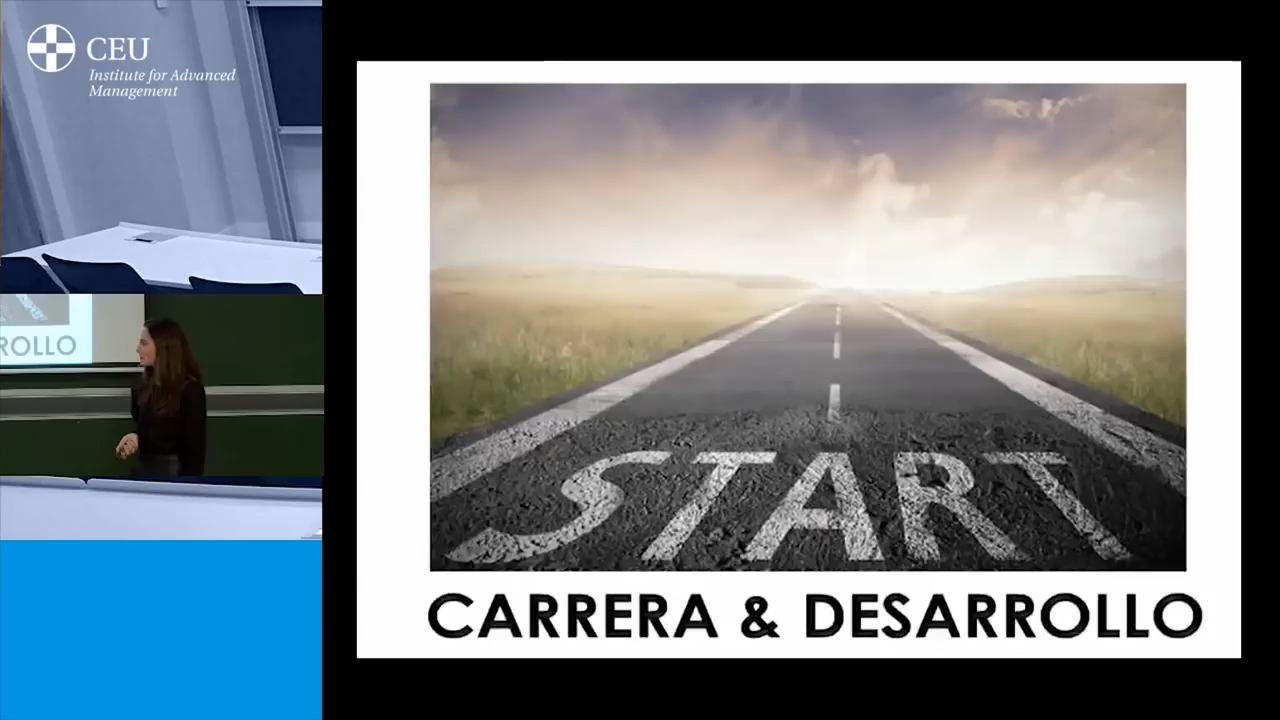 CEU
Institute for Advanced
Management
ROLLO
START
CARRERA & DESARROLLO